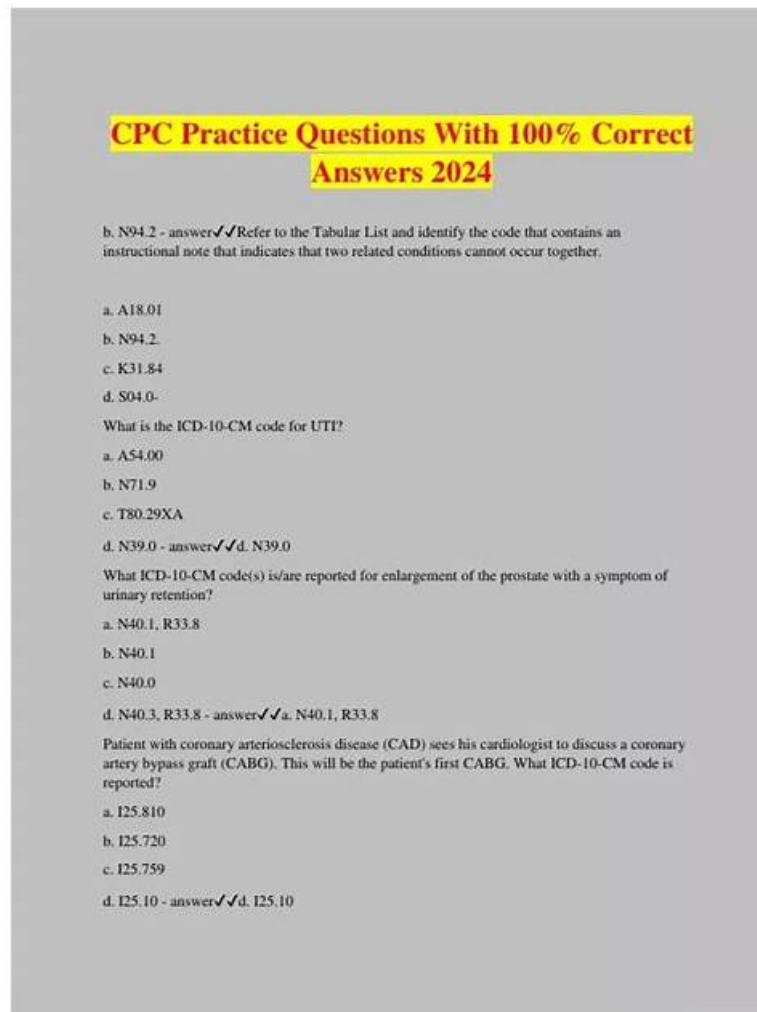 CPC Practice Questions With 100% Correct
Answers 2024
b. N94.2 - answer✓✓Refer to the Tabular List and identify the code that contains an
instructional note that indicates that two related conditions cannot occur together.
a. A18.01
b. N94.2.
c. K31.84
d. S04.0-
What is the ICD-10-CM code for UTI?
a. A54.00
b. N71.9
c. T80.29XA
d. N39.0 - answer✓✓d. N39.0
What ICD-10-CM code(s) is/are reported for enlargement of the prostate with a symptom of
urinary retention?
a. N40.1, R33.8
b. N40.1
c. N40.0
d. N40.3, R33.8 - answer✓✓a. N40.1, R33.8
Patient with coronary arteriosclerosis disease (CAD) sees his cardiologist to discuss a coronary
artery bypass graft (CABG). This will be the patient's first CABG. What ICD-10-CM code is
reported?
a. I25.810
b. I25.720
c. I25.759
d. I25.10 - answer✓✓d. I25.10